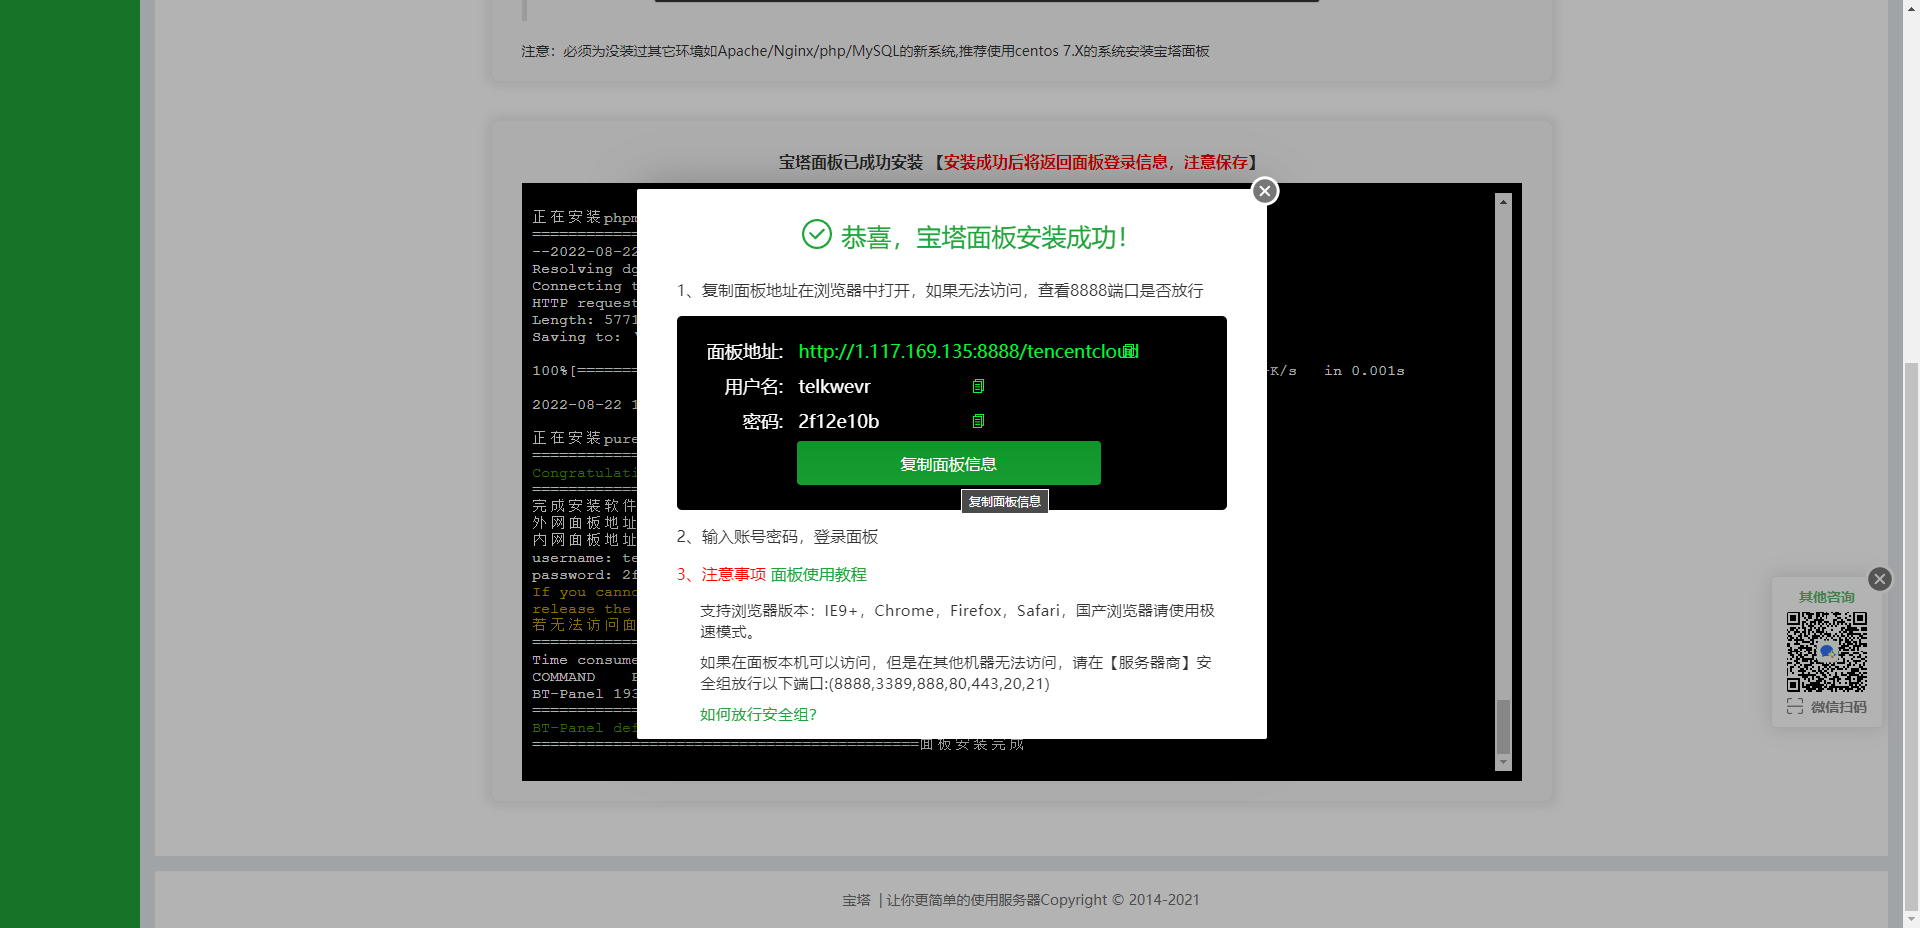 注意：必须为没装过其它环境如Apache/Nginx/php/MySQL的新系统,推荐使用centos 7.X的系统安装宝塔面板
宝塔面板已成功安装 【安装成功后将返回面板登录信息，注意保存】
正在安装phpm
==============
--2022-08-22
Resolving dg
Connecting t
HTTP request
Length: 5771
Saving to: '
100%[======= K/s in 0.001s
2022-08-22 1
正在安装pure
==============
Congratulati
==============
完成安装软件
外网面板地址
内网面板地址
username: te
password: 2f
If you canno
release the
若无法访问面
==============
Time consume
COMMAND
BT-Panel 193
==============
BT-Panel def
===========================================面板安装完成
恭喜，宝塔面板安装成功！
1、复制面板地址在浏览器中打开，如果无法访问，查看8888端口是否放行
面板地址: http://1.117.169.135:8888/tencentcloud
用户名: telkwevr
密码: 2f12e10b
复制面板信息
复制面板信息
2、输入账号密码，登录面板
3、注意事项 面板使用教程
支持浏览器版本：IE9+，Chrome，Firefox，Safari，国产浏览器请使用极
速模式。
如果在面板本机可以访问，但是在其他机器无法访问，请在【服务器商】安
全组放行以下端口:(8888,3389,888,80,443,20,21)
如何放行安全组?
其他咨询
微信扫码
宝塔 | 让你更简单的使用服务器Copyright © 2014-2021